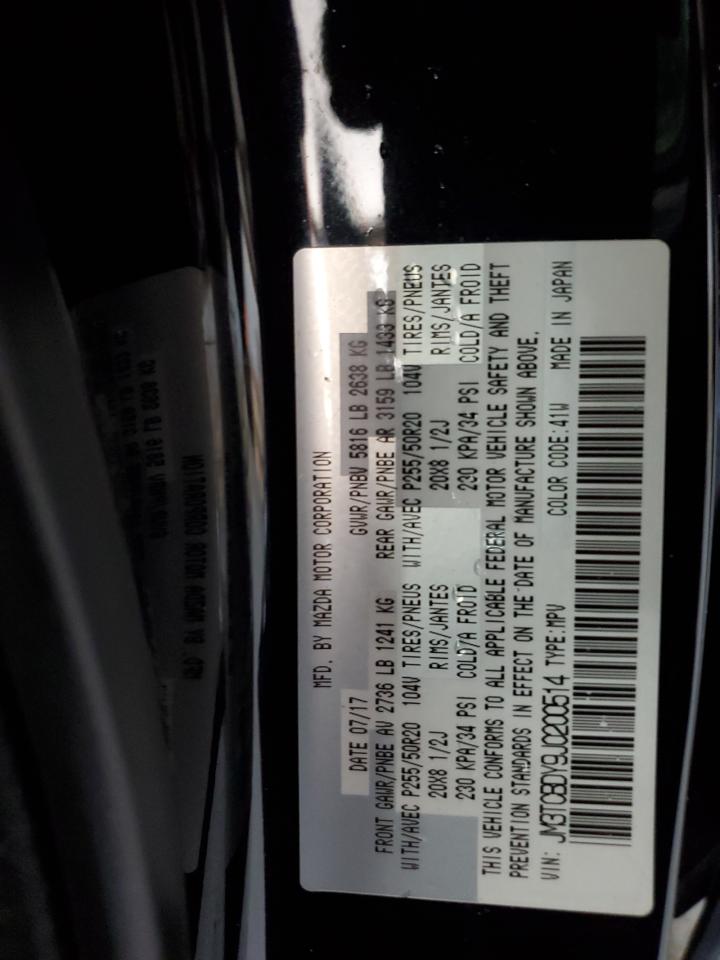 MFD. BY MAZDA MOTOR CORPORATION
DATE 07/17 GVWR/PNBV 5816 LB 2638 KG
FRONT GAWR/PNBE AV 2736 LB 1241 KG REAR GAWR/PNBE AR 3159 LB 1433 KG
WITH/AVEC P255/50R20 104V TIRES/PNEUS WITH/AVEC P255/50R20 104V TIRES/PNEUS
20X8 1/2J RIMS/JANTES 20X8 1/2J RIMS/JANTES
230 KPA/34 PSI COLD/A FROID 230 KPA/34 PSI COLD/A FROID
THIS VEHICLE CONFORMS TO ALL APPLICABLE FEDERAL MOTOR VEHICLE SAFETY AND THEFT
PREVENTION STANDARDS IN EFFECT ON THE DATE OF MANUFACTURE SHOWN ABOVE.
VIN: JM3TCBDY9J0200514 TYPE:MPV COLOR CODE:41W MADE IN JAPAN